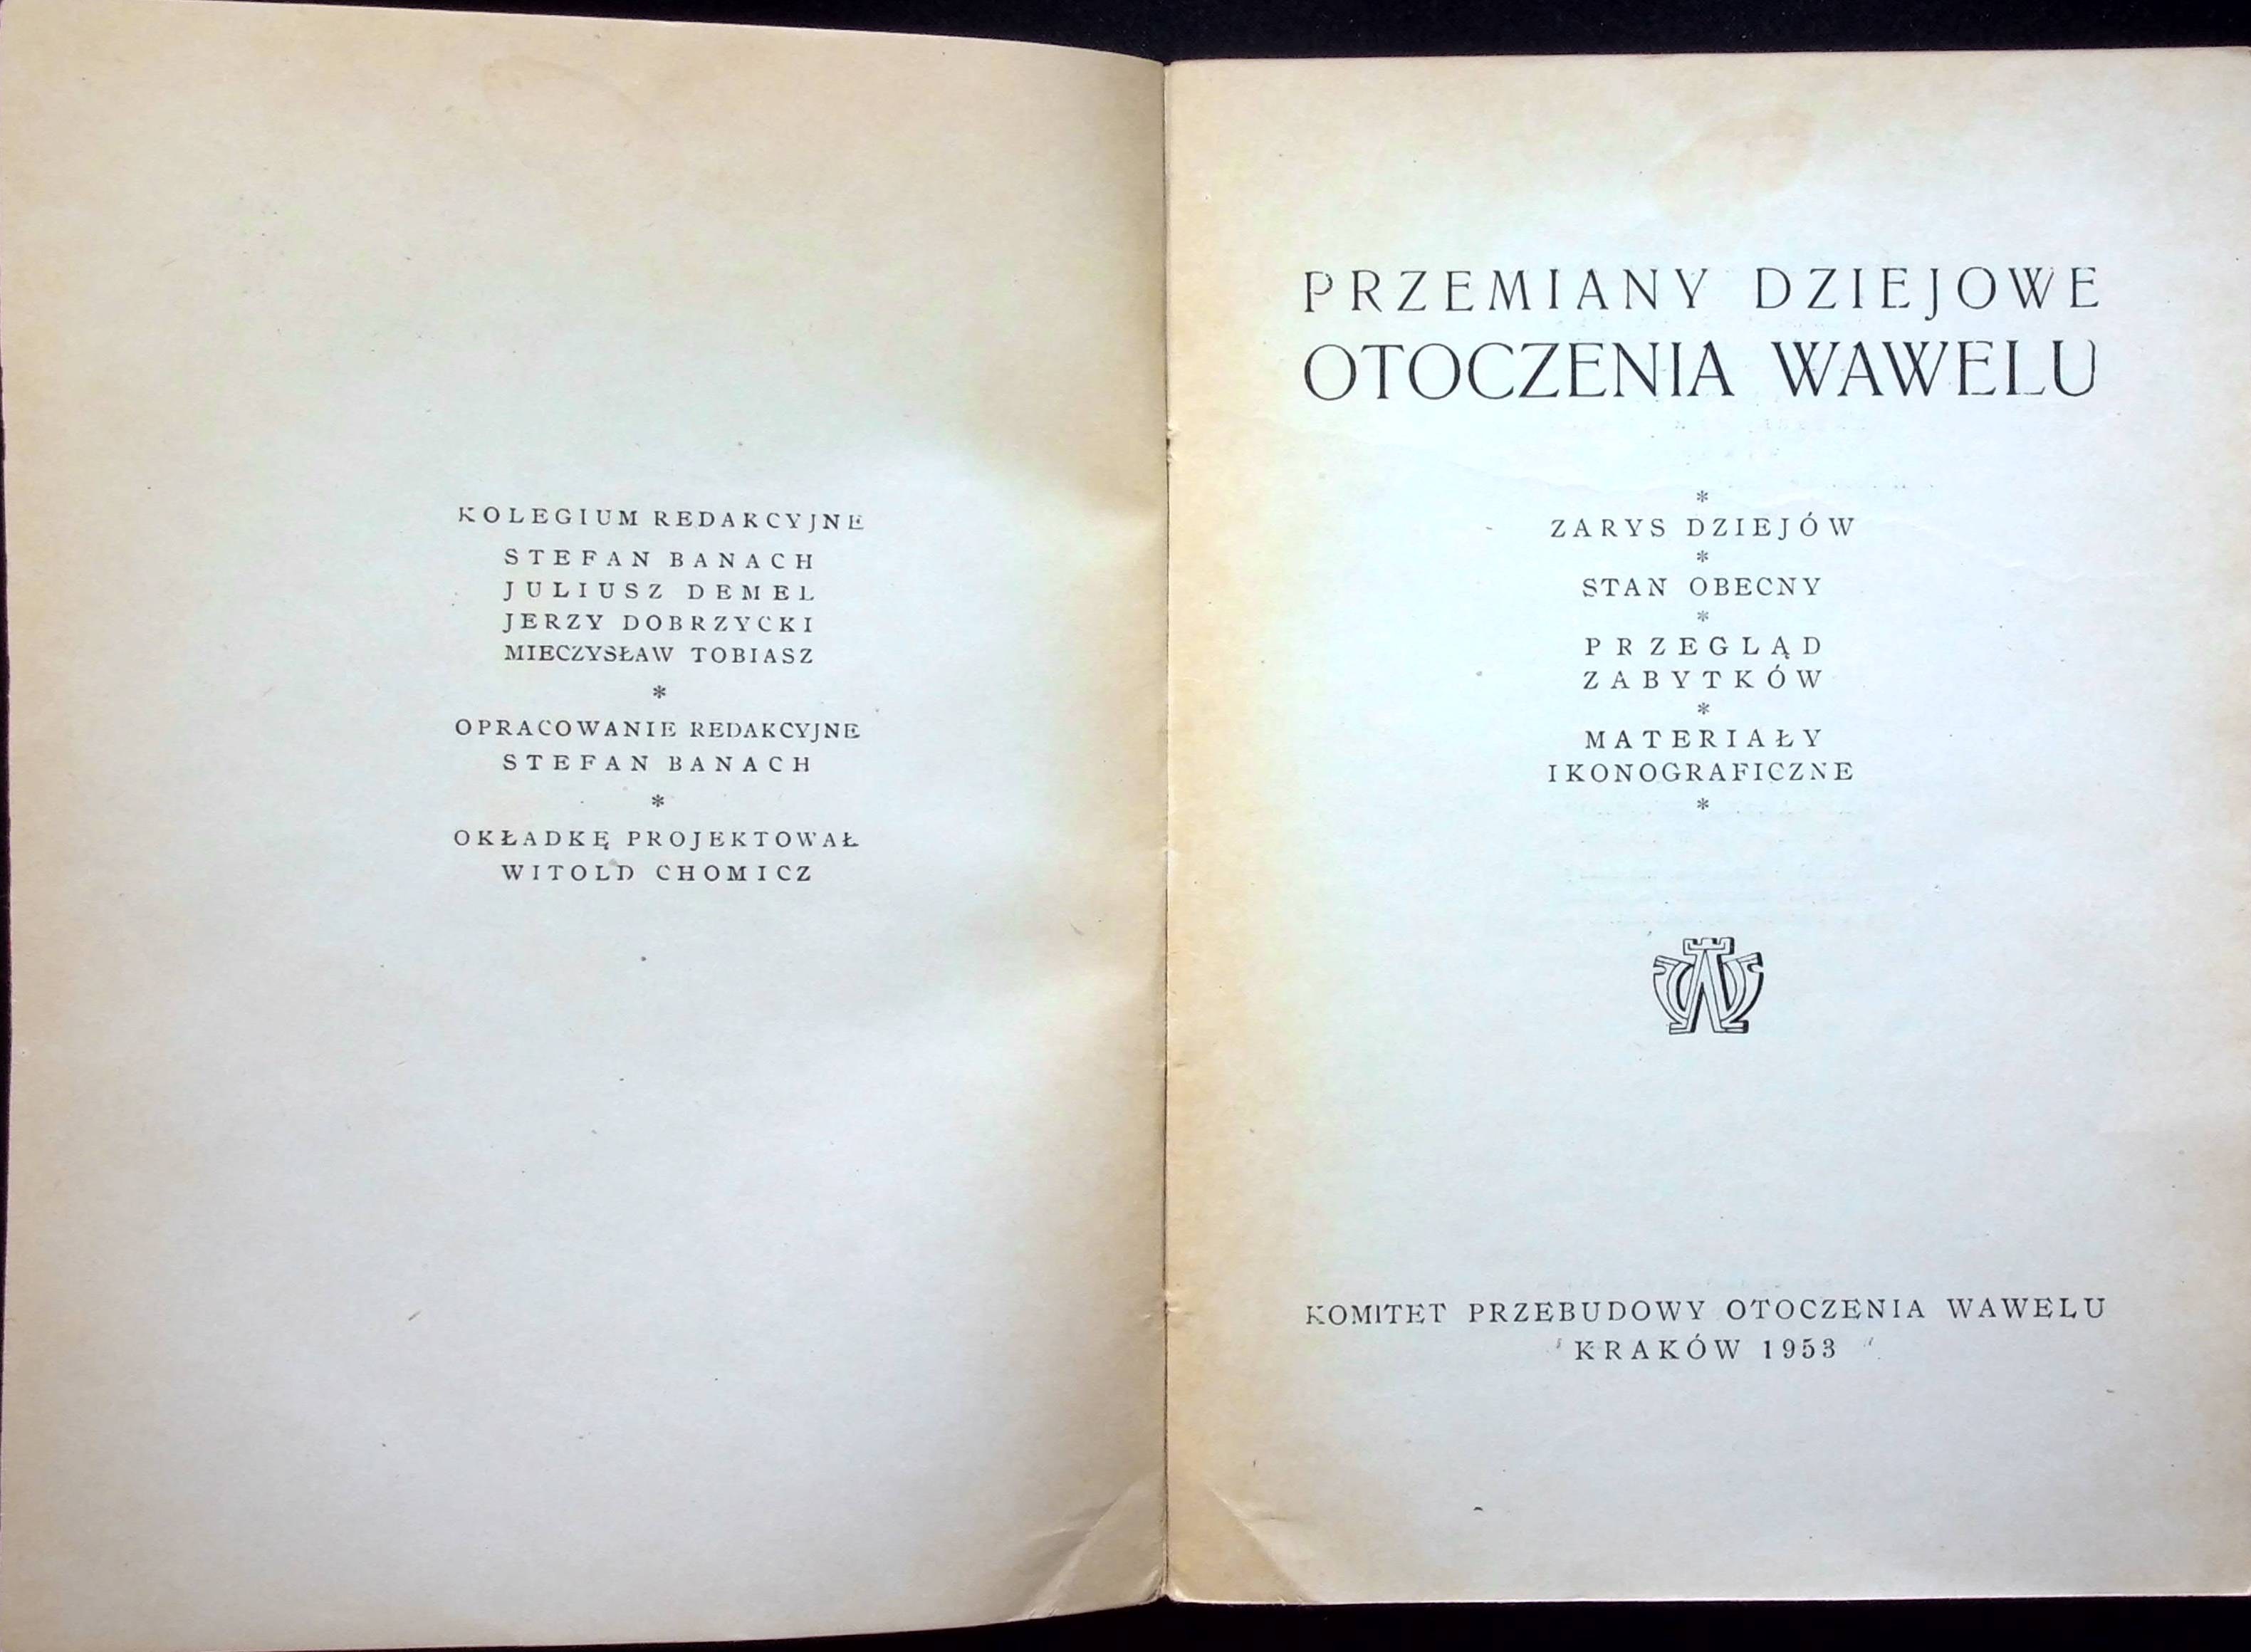 KOLEGIUM REDAKCYJNE
STEFAN BANACH
JULIUSZ DEMEL
JERZY DOBRZYCKI
MIECZYSŁAW TOBIASZ
*
OPRACOWANIE REDAKCYJNE
STEFAN BANACH
*
OKŁADKĘ PROJEKTOWAŁ
WITOLD CHOMICZ
PRZEMIANY DZIEJOWE
OTOCZENIA WAWELU
*
ZARYS DZIEJÓW
*
STAN OBECNY
*
PRZEGLĄD
ZABYTKÓW
*
MATERIAŁY
IKONOGRAFICZNE
*
KOMITET PRZEBUDOWY OTOCZENIA WAWELU
KRAKÓW 1953